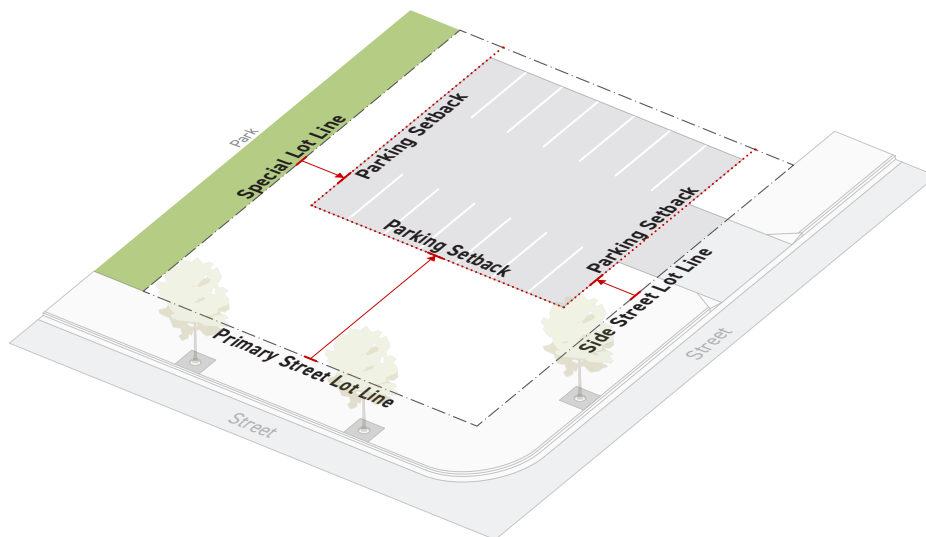 Park
Special Lot Line
Parking Setback
Parking Setback
Parking Setback
Side Street Lot Line
Primary Street Lot Line
Street
Street